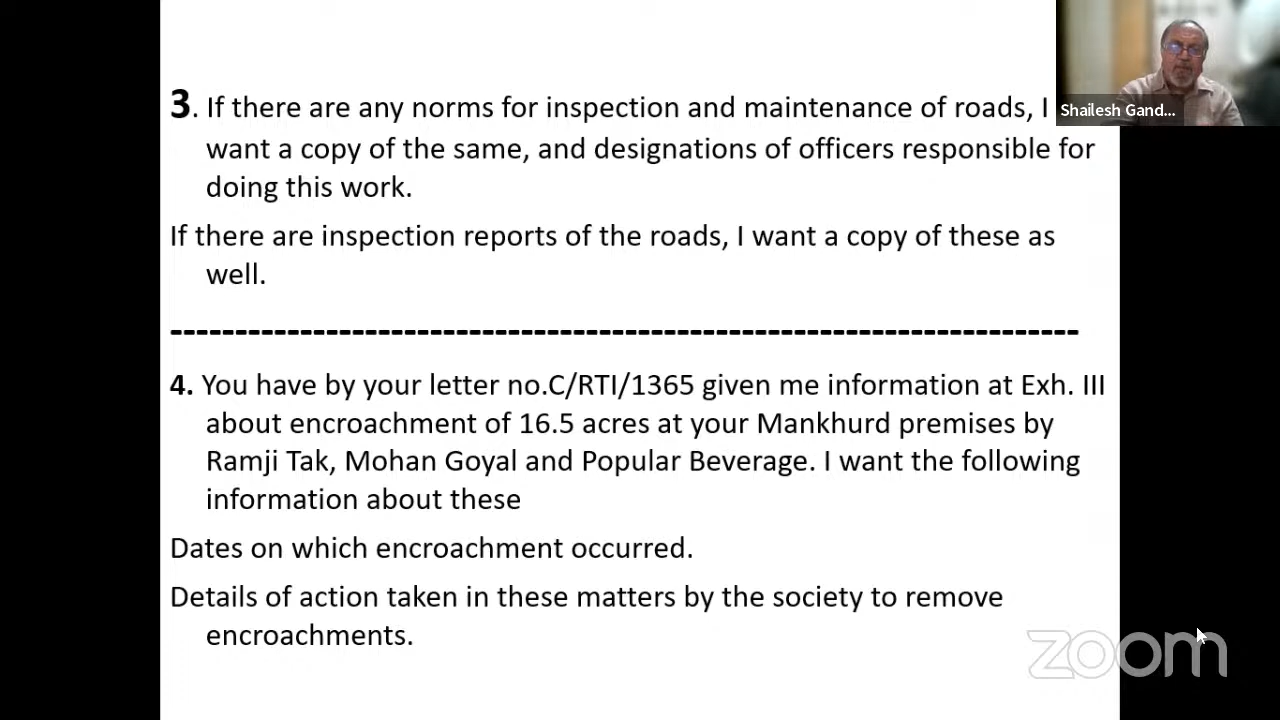 3. If there are any norms for inspection and maintenance of roads, I
want a copy of the same, and designations of officers responsible for
doing this work.
If there are inspection reports of the roads, I want a copy of these as
well.
----------------------------------------------------------------------
4. You have by your letter no.C/RTI/1365 given me information at Exh. III
about encroachment of 16.5 acres at your Mankhurd premises by
Ramji Tak, Mohan Goyal and Popular Beverage. I want the following
information about these
Dates on which encroachment occurred.
Details of action taken in these matters by the society to remove
encroachments.
Shailesh Gand...
zoom